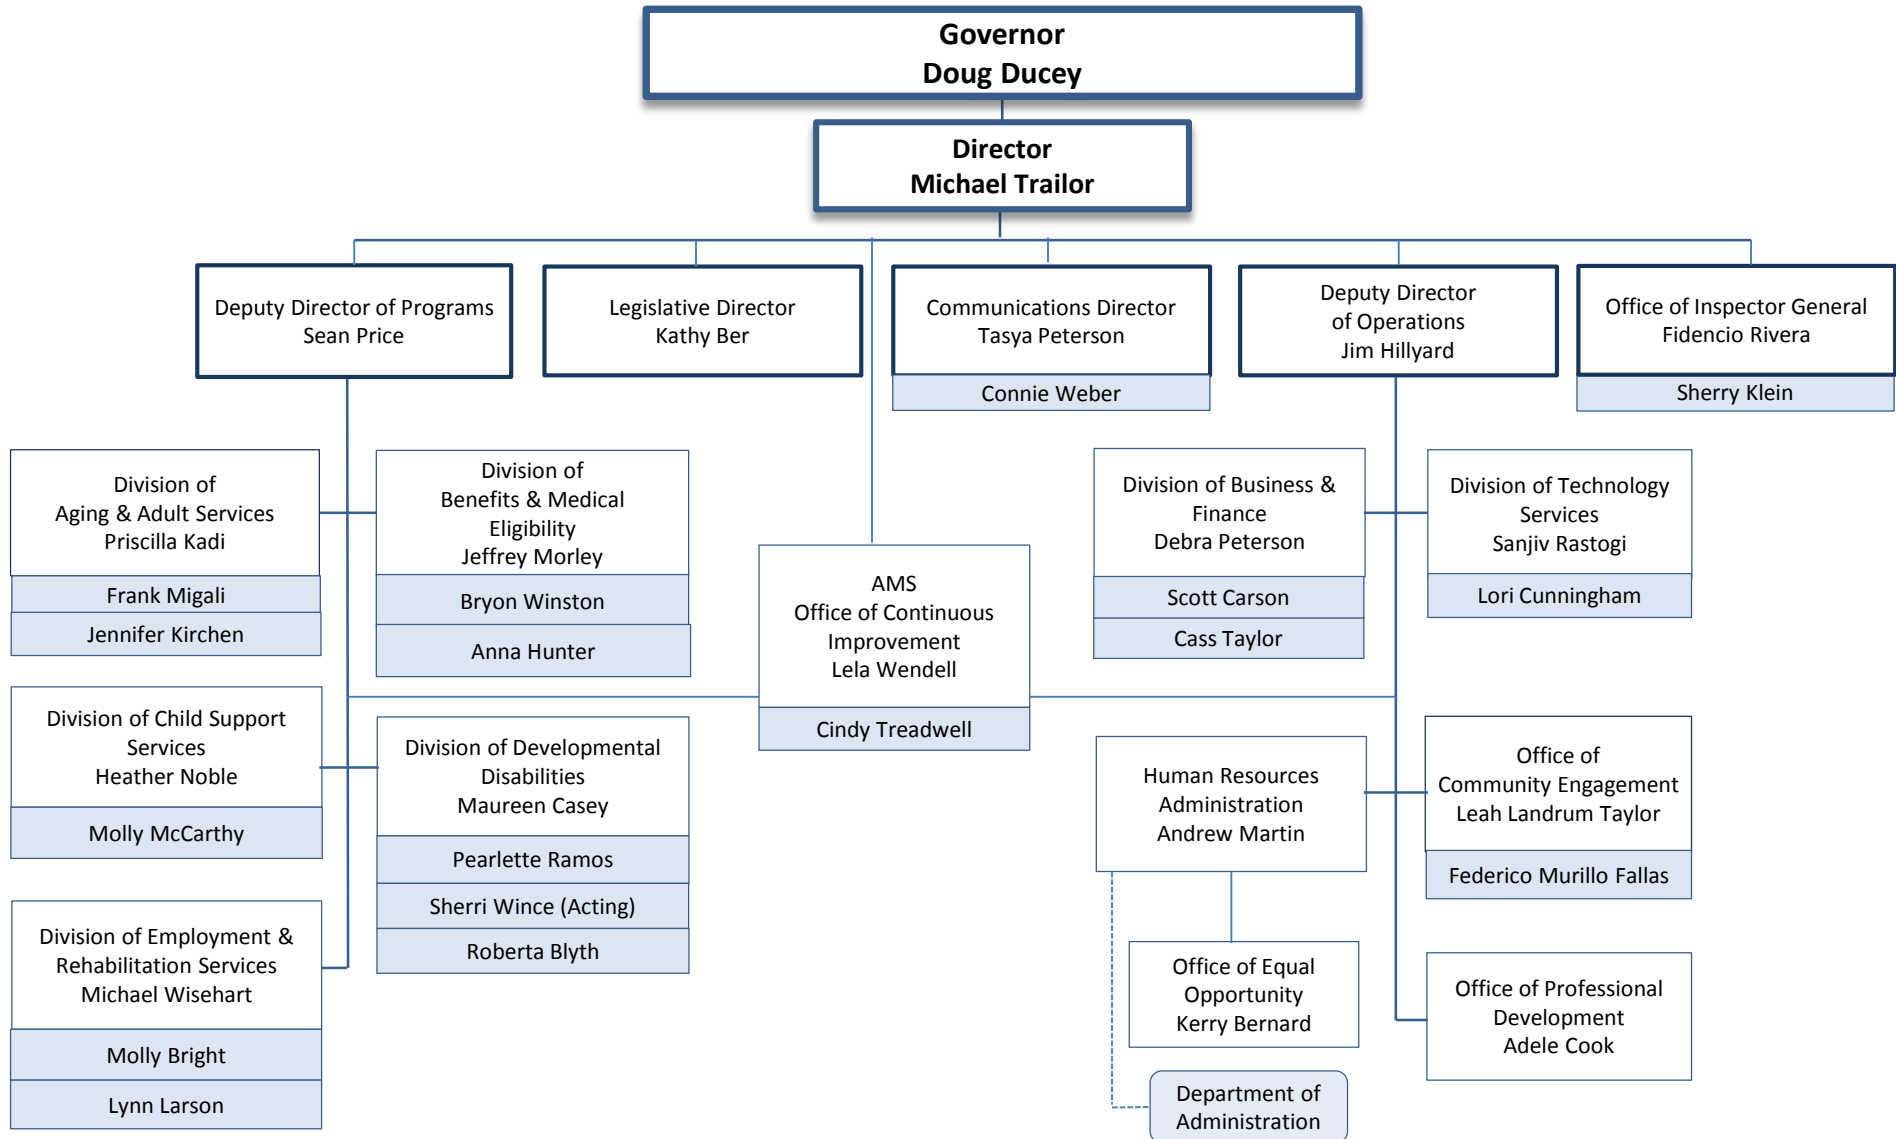 Governor
Doug Ducey
Director
Michael Trailor
Deputy Director of Programs
Sean Price
Legislative Director
Kathy Ber
Communications Director
Tasya Peterson
Connie Weber
Deputy Director
of Operations
Jim Hillyard
Office of Inspector General
Fidencio Rivera
Sherry Klein
Division of
Aging & Adult Services
Priscilla Kadi
Frank Migali
Jennifer Kirchen
Division of
Benefits & Medical
Eligibility
Jeffrey Morley
Bryon Winston
Anna Hunter
AMS
Office of Continuous
Improvement
Lela Wendell
Cindy Treadwell
Division of Business &
Finance
Debra Peterson
Scott Carson
Cass Taylor
Division of Technology
Services
Sanjiv Rastogi
Lori Cunningham
Division of Child Support
Services
Heather Noble
Molly McCarthy
Division of Developmental
Disabilities
Maureen Casey
Pearlette Ramos
Sherri Wince (Acting)
Roberta Blyth
Human Resources
Administration
Andrew Martin
Office of
Community Engagement
Leah Landrum Taylor
Federico Murillo Fallas
Division of Employment &
Rehabilitation Services
Michael Wisehart
Molly Bright
Lynn Larson
Office of Equal
Opportunity
Kerry Bernard
Office of Professional
Development
Adele Cook
Department of
Administration